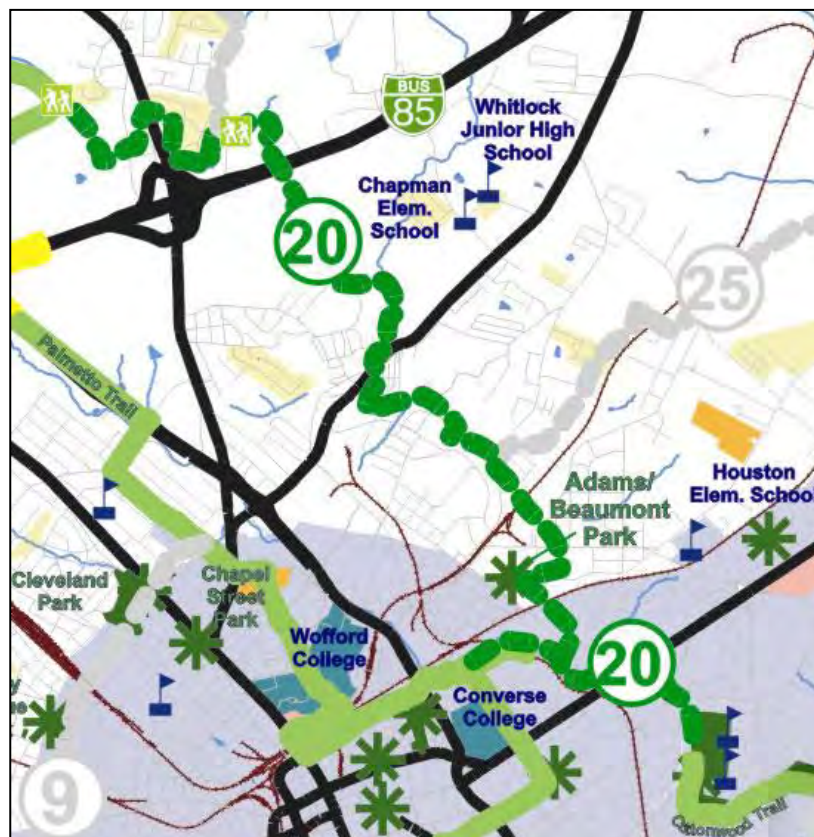 BUS
85
Whitlock
Junior High
School
Chapman
Elem.
School
20
25
Palmetto Trail
Adams/
Beaumont
Park
Houston
Elem. School
Cleveland
Park
Chapel
Street
Park
Wofford
College
20
Converse
College
9
Cottonwood Trail